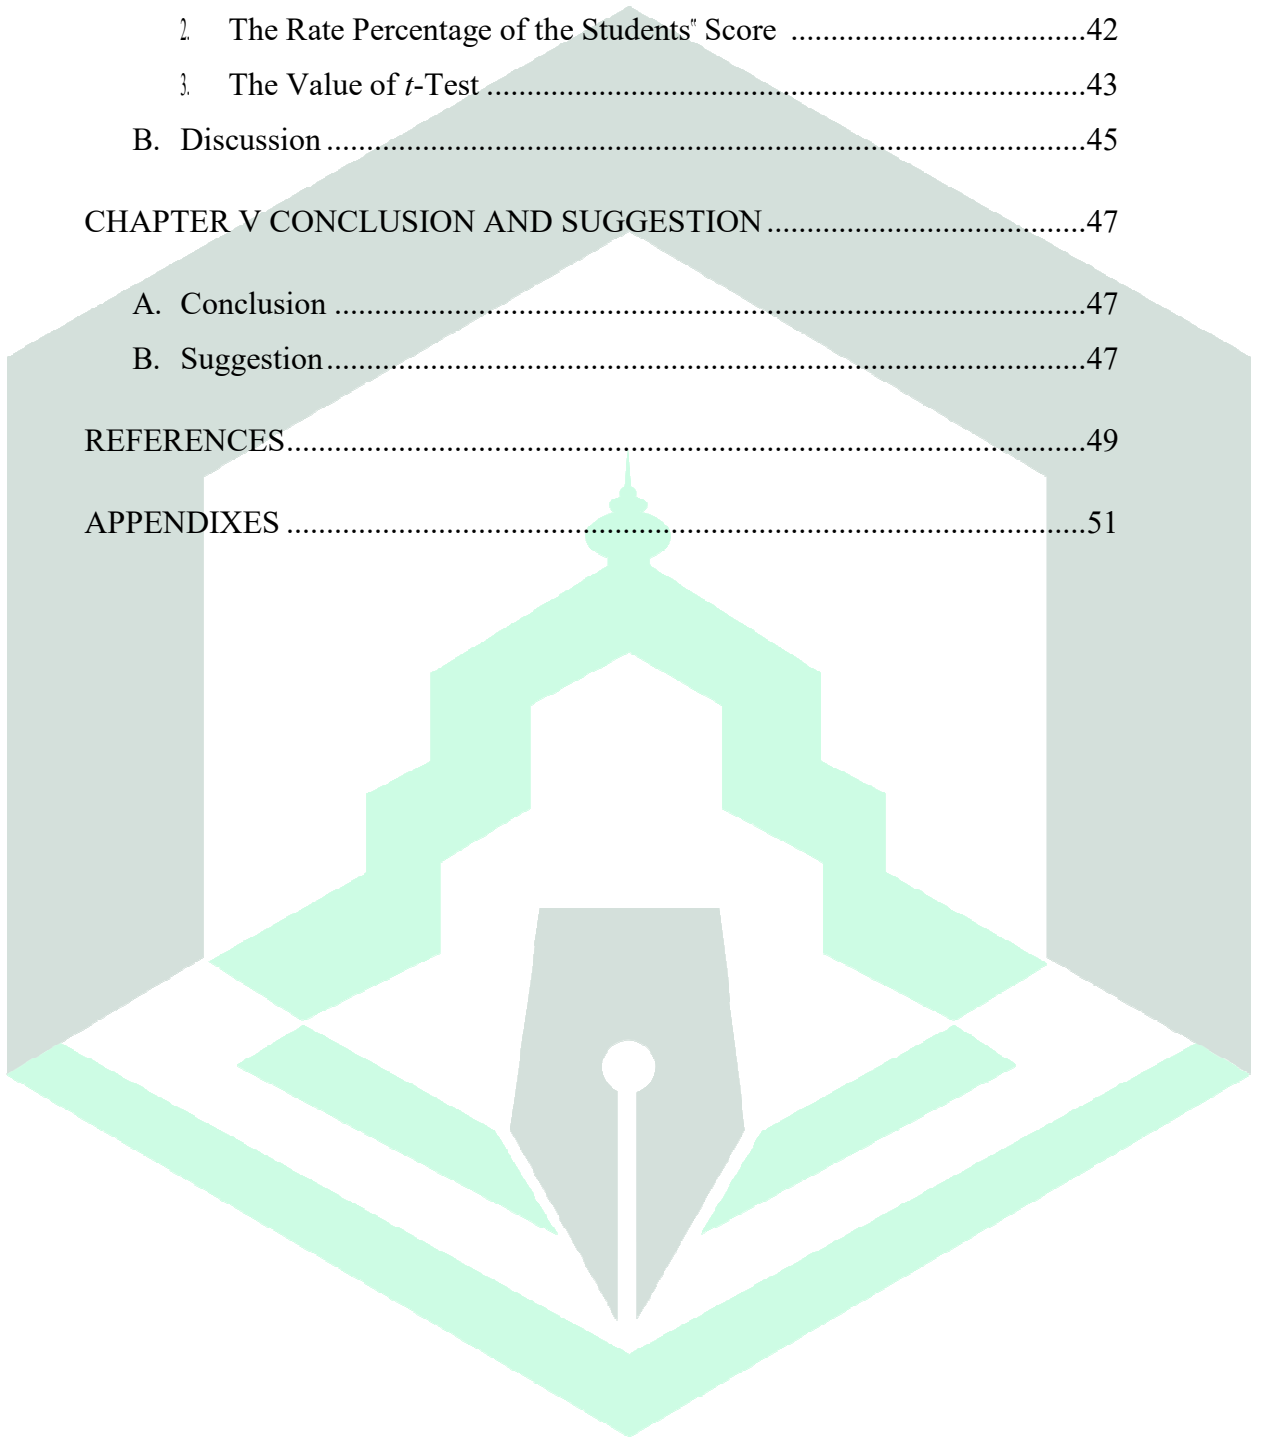 2. The Rate Percentage of the Students‟ Score ..................................42
3. The Value of t-Test ......................................................................43
B. Discussion ........................................................................................45
CHAPTER V CONCLUSION AND SUGGESTION .....................................47
A. Conclusion .......................................................................................47
B. Suggestion ........................................................................................47
REFERENCES ............................................................................................49
APPENDIXES ............................................................................................51